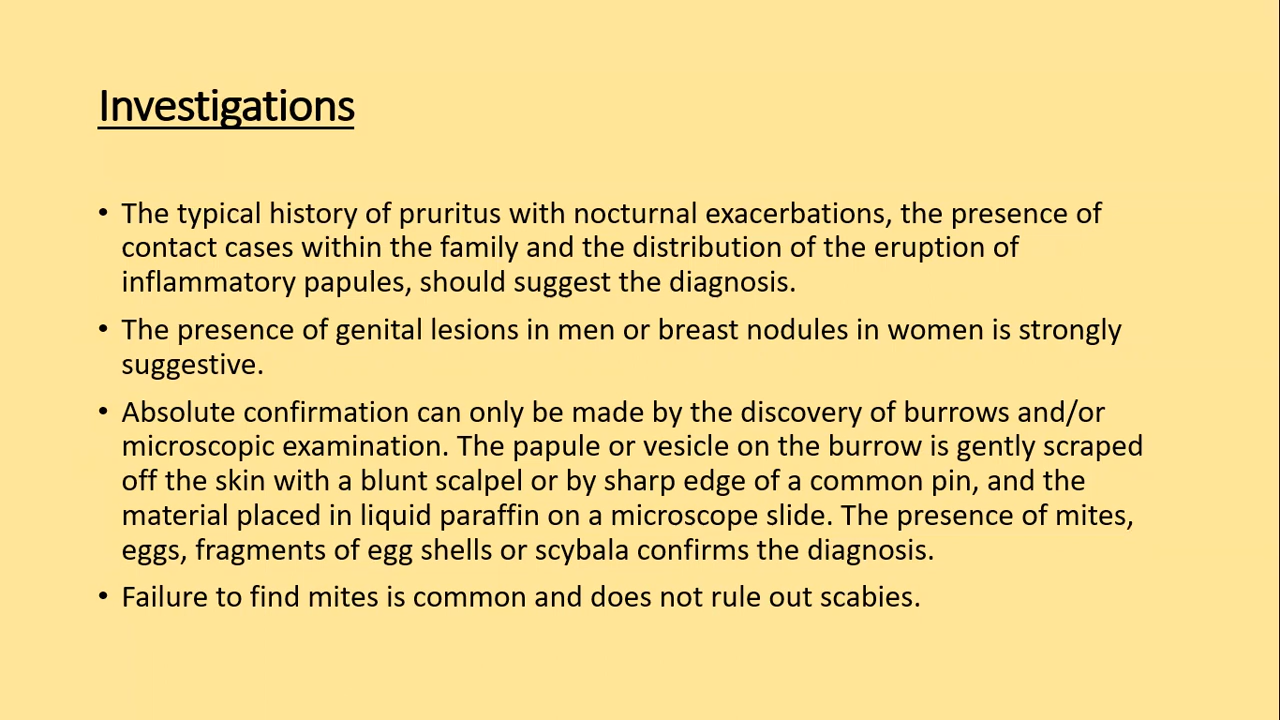 Investigations
• The typical history of pruritus with nocturnal exacerbations, the presence of
contact cases within the family and the distribution of the eruption of
inflammatory papules, should suggest the diagnosis.
• The presence of genital lesions in men or breast nodules in women is strongly
suggestive.
• Absolute confirmation can only be made by the discovery of burrows and/or
microscopic examination. The papule or vesicle on the burrow is gently scraped
off the skin with a blunt scalpel or by sharp edge of a common pin, and the
material placed in liquid paraffin on a microscope slide. The presence of mites,
eggs, fragments of egg shells or scybala confirms the diagnosis.
• Failure to find mites is common and does not rule out scabies.